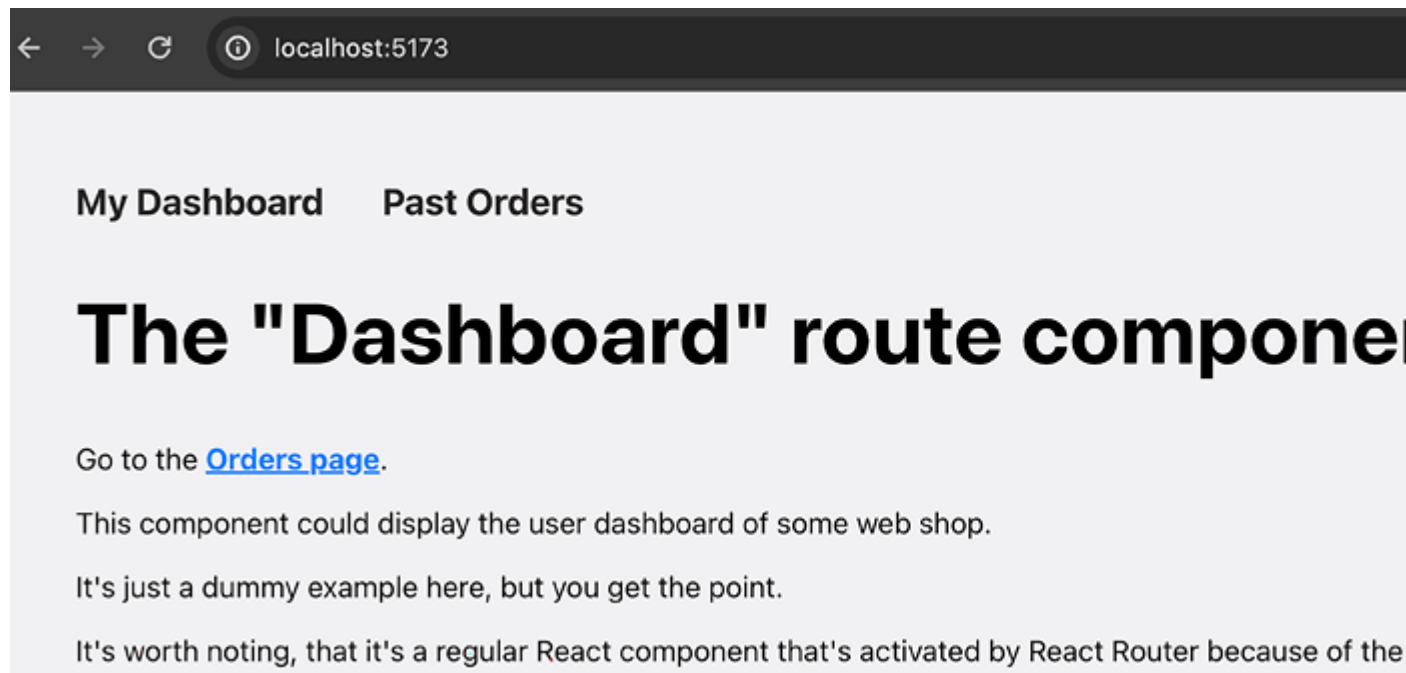 localhost:5173
My Dashboard Past Orders
The "Dashboard" route
Go to the Orders page.
This component could display the user dashboard of some web shop.
It's just a dummy example here, but you get the point.
It's worth noting, that it's a regular React component that's activated by React Router because of the